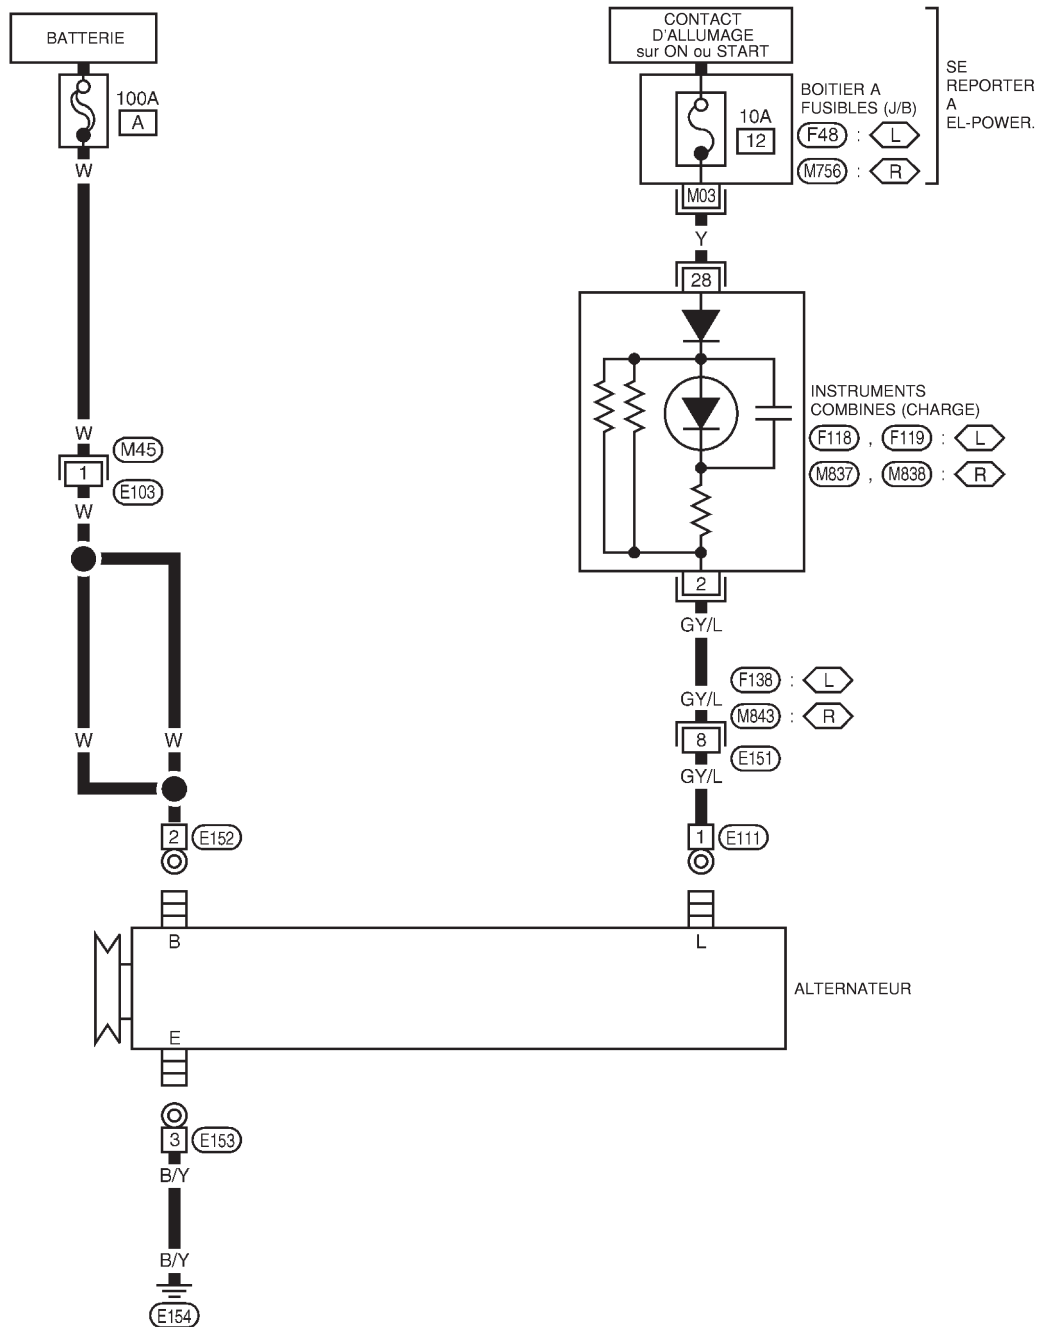 BATTERIE
100A
A
W
W
1
M45
E103
W
W
W
2
E152
CONTACT
D'ALLUMAGE
sur ON ou START
10A
12
BOITIER A
FUSIBLES (J/B)
F48 : L
M756 : R
SE
REPORTER
A
EL-POWER.
M03
Y
28
INSTRUMENTS
COMBINES (CHARGE)
F118 , F119 : L
M837 , M838 : R
2
GY/L
GY/L
F138 : L
M843 : R
8
E151
GY/L
1
E111
B
L
ALTERNATEUR
E
3
E153
B/Y
B/Y
E154